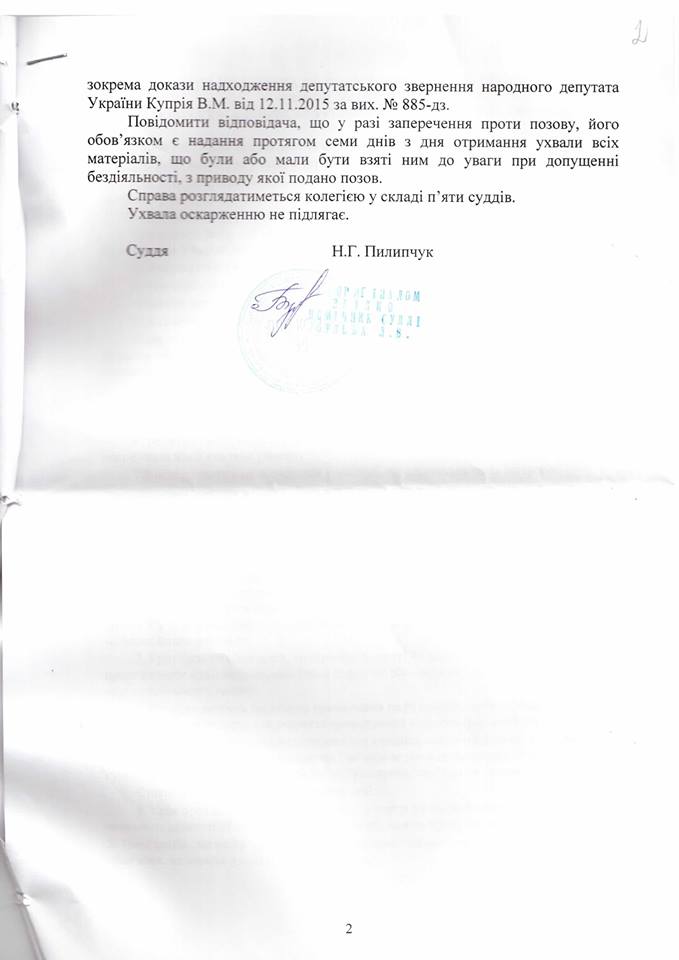 2
зокрема докази надходження депутатського звернення народного депутата
України Купрія В.М. від 12.11.2015 за вих. № 885-дз.
Повідомити відповідача, що у разі заперечення проти позову, його
обов’язком є надання протягом семи днів з дня отримання ухвали всіх
матеріалів, що були або мали бути взяті ним до уваги при допущенні
бездіяльності, з приводу якої подано позов.
Справа розглядатиметься колегією у складі п’яти суддів.
Ухвала оскарженню не підлягає.
Суддя Н.Г. Пилипчук
ОРИГІНАЛОМ
ЗГІДНО
ПОМІЧНИК СУДДІ
2